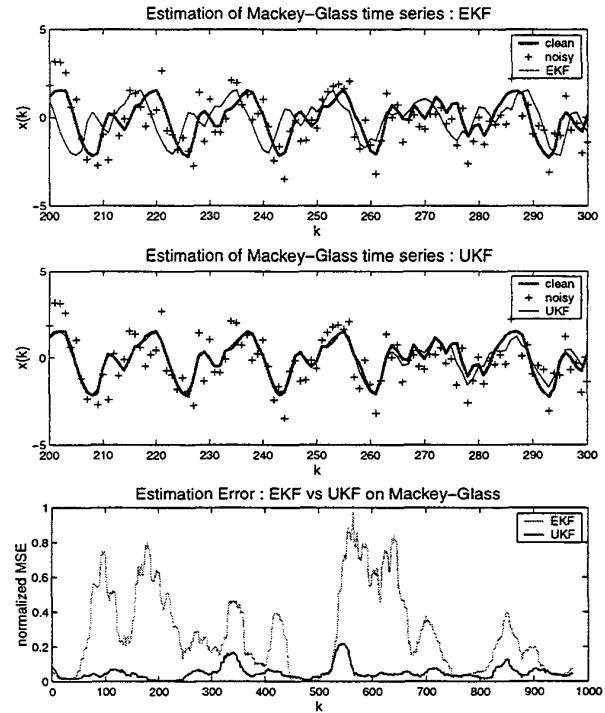 Estimation of Mackey-Glass time series : EKF
5
0
-5
x(k)
clean
noisy
EKF
200 210 220 230 240 250 260 270 280 290 300
k
Estimation of Mackey-Glass time series : UKF
5
0
-5
x(k)
clean
noisy
UKF
200 210 220 230 240 250 260 270 280 290 300
k
Estimation Error : EKF vs UKF on Mackey-Glass
1
0.8
0.6
0.4
0.2
0
normalized MSE
EKF
UKF
0 100 200 300 400 500 600 700 800 900 1000
k